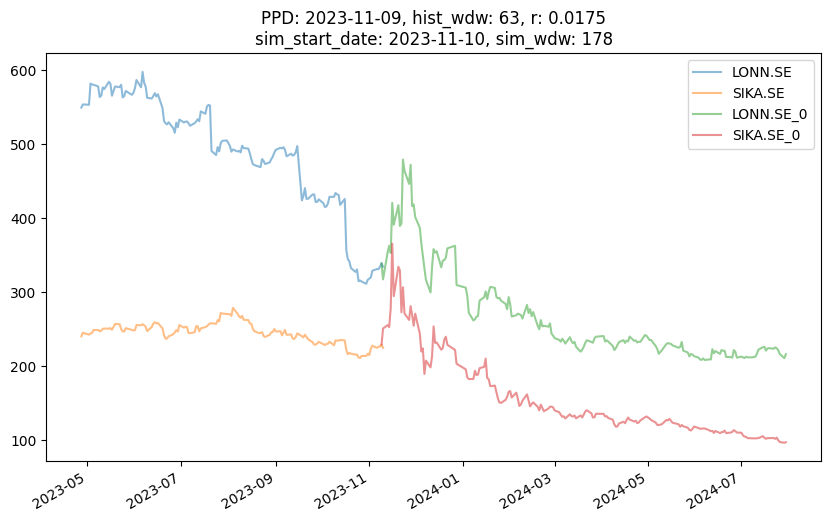 PPD: 2023-11-09, hist_wdw: 63, r: 0.0175
sim_start_date: 2023-11-10, sim_wdw: 178
LONN.SE
SIKA.SE
LONN.SE_0
SIKA.SE_0
600
500
400
300
200
100
2023-05
2023-07
2023-09
2023-11
2024-01
2024-03
2024-05
2024-07